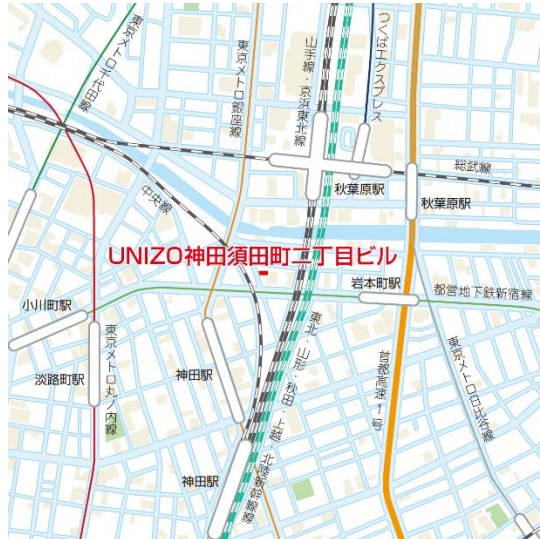 東京メトロ千代田線
東京メトロ銀座線
山手線・京浜東北線
つくばエクスプレス
総武線
秋葉原駅
秋葉原駅
中央線
UNIZO神田須田町二丁目ビル
岩本町駅
都営地下鉄新宿線
小川町駅
東京メトロ丸ノ内線
淡路町駅
神田駅
東北・山形・秋田・上越・北陸新幹線
首都高速1号
東京メトロ日比谷線
神田駅